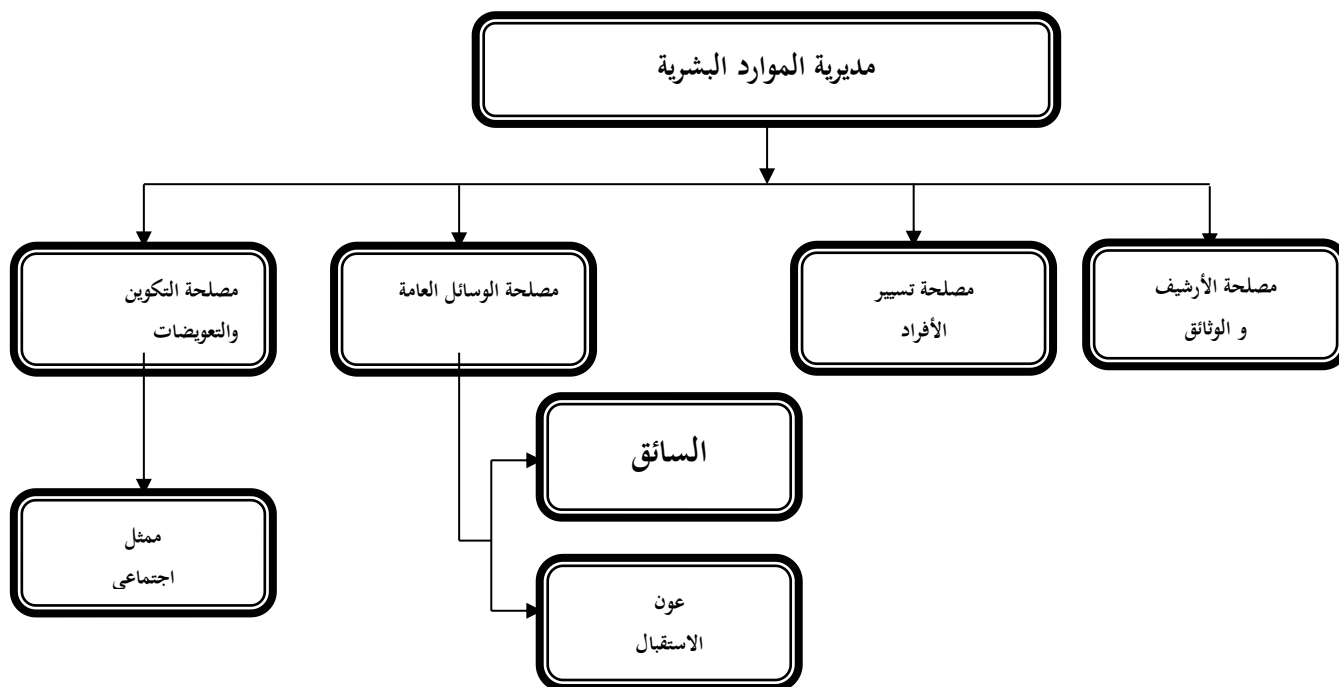 مديرية الموارد البشرية
مصلحة الأرشيف
و الوثائق
مصلحة تسيير
الأفراد
مصلحة الوسائل العامة
مصلحة التكوين
والتعويضات
السائق
ممثل
اجتماعي
عون
الاستقبال